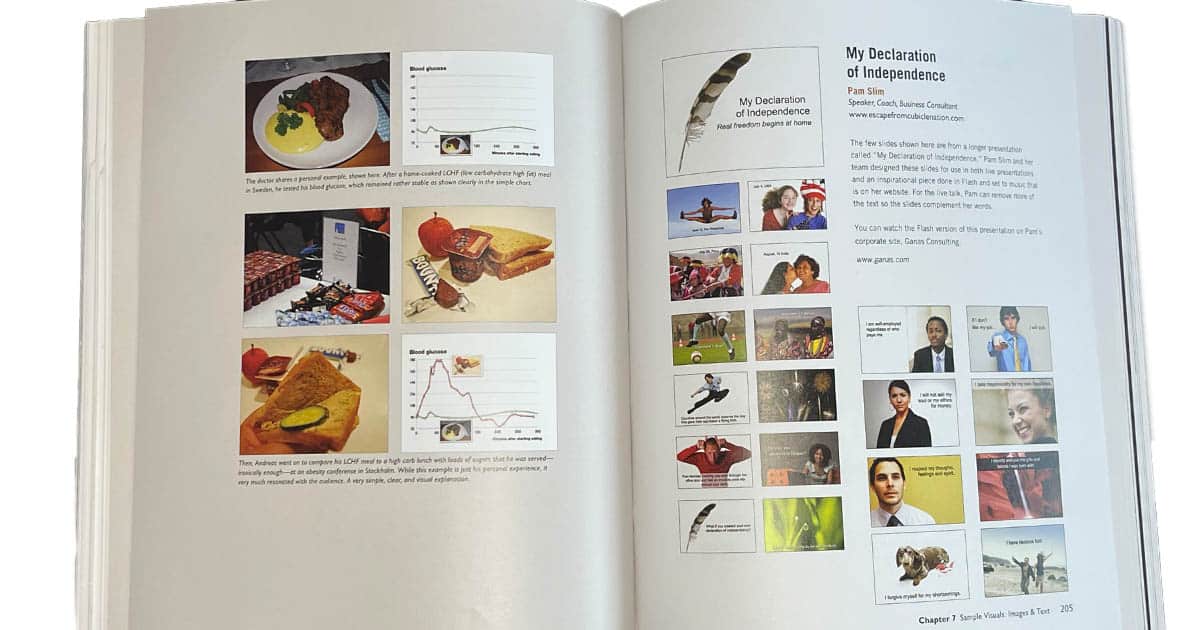 Blood glucose
Minutes after starting eating
The doctor shares a personal example, shown here. After a home-cooked LCHF (low carbohydrate high fat) meal
in Sweden, he tested his blood glucose, which remained rather stable as shown clearly in the simple chart.
BOUNTY
Blood glucose
Minutes after starting eating
Then, Andreas went on to compare his LCHF meal to a high carb lunch with loads of sugars that he was served—
ironically enough—at an obesity conference in Stockholm. While this example is just his personal experience, it
very much resonated with the audience. A very simple, clear, and visual explanation.
My Declaration
of Independence
Real freedom begins at home
My Declaration
of Independence
Pam Slim
Speaker, Coach, Business Consultant
www.escapefromcubiclenation.com
The few slides shown here are from a longer presentation
called "My Declaration of Independence." Pam Slim and her
team designed these slides for use in both live presentations
and an inspirational piece done in Flash and set to music that
is on her website. For the live talk, Pam can remove more of
the text so the slides complement her words.
You can watch the Flash version of this presentation on Pam's
corporate site, Ganas Consulting.
www.ganas.com
July 4, 2009
August, 15 India
What if you created your own
declaration of independence?
I am self-employed
regardless of who
pays me.
If I don't
like my job...
I will quit.
I will not sell my
soul or my ethics
for money.
I take responsibility for my own happiness.
I respect my thoughts,
feelings and spirit.
I forgive myself for my shortcomings.
I have restless fun!
Chapter 7 Sample Visuals: Images & Text 205